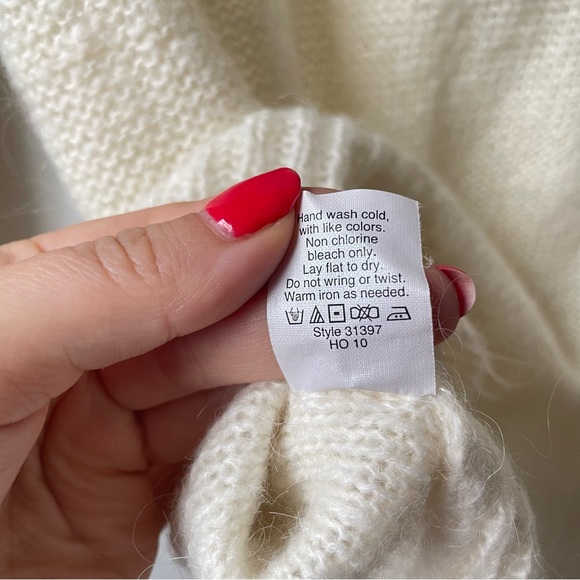 Hand wash cold,
with like colors.
Non chlorine
bleach only.
Lay flat to dry.
Do not wring or twist.
Warm iron as needed.
Style 31397
HO 10